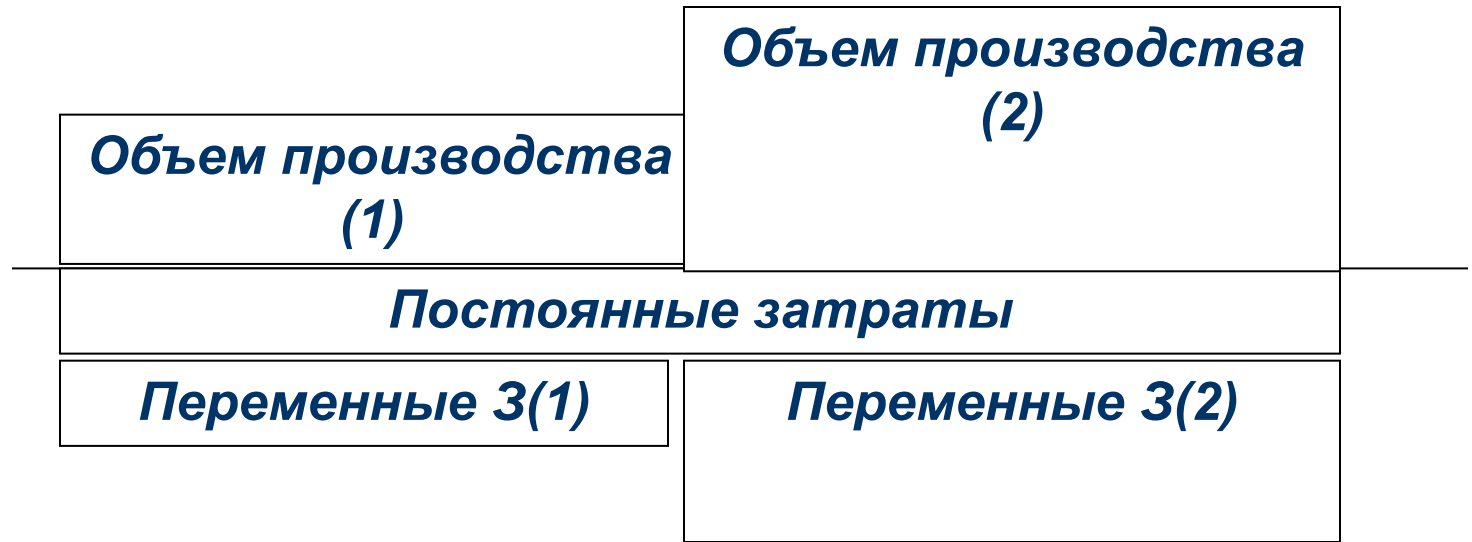 Объем производства
(2)
Объем производства
(1)
Постоянные затраты
Переменные З(1)
Переменные З(2)